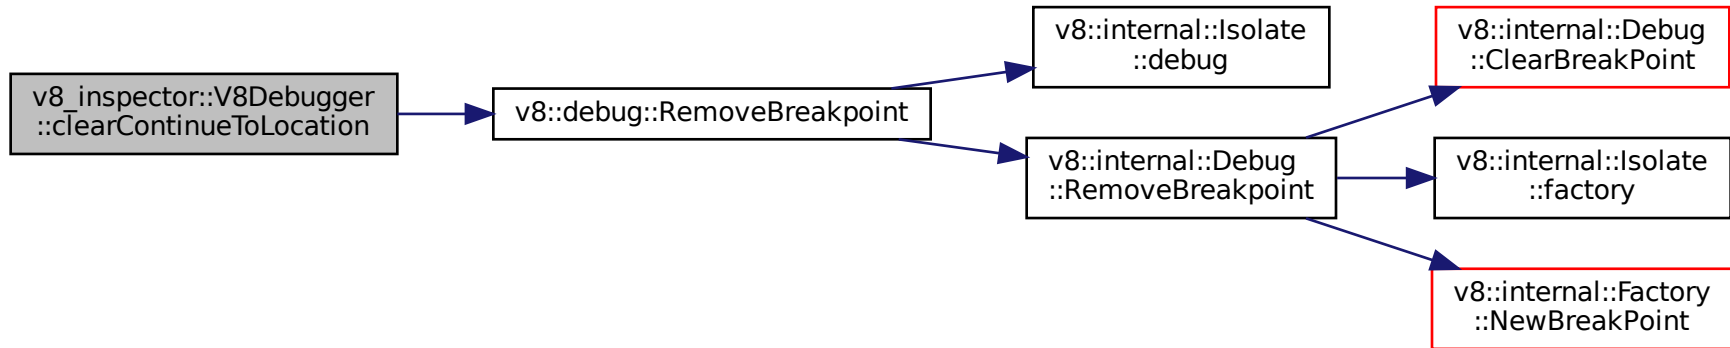 v8_inspector::V8Debugger
::clearContinueToLocation
v8::debug::RemoveBreakpoint
v8::internal::Isolate
::debug
v8::internal::Debug
::RemoveBreakpoint
v8::internal::Debug
::ClearBreakPoint
v8::internal::Isolate
::factory
v8::internal::Factory
::NewBreakPoint